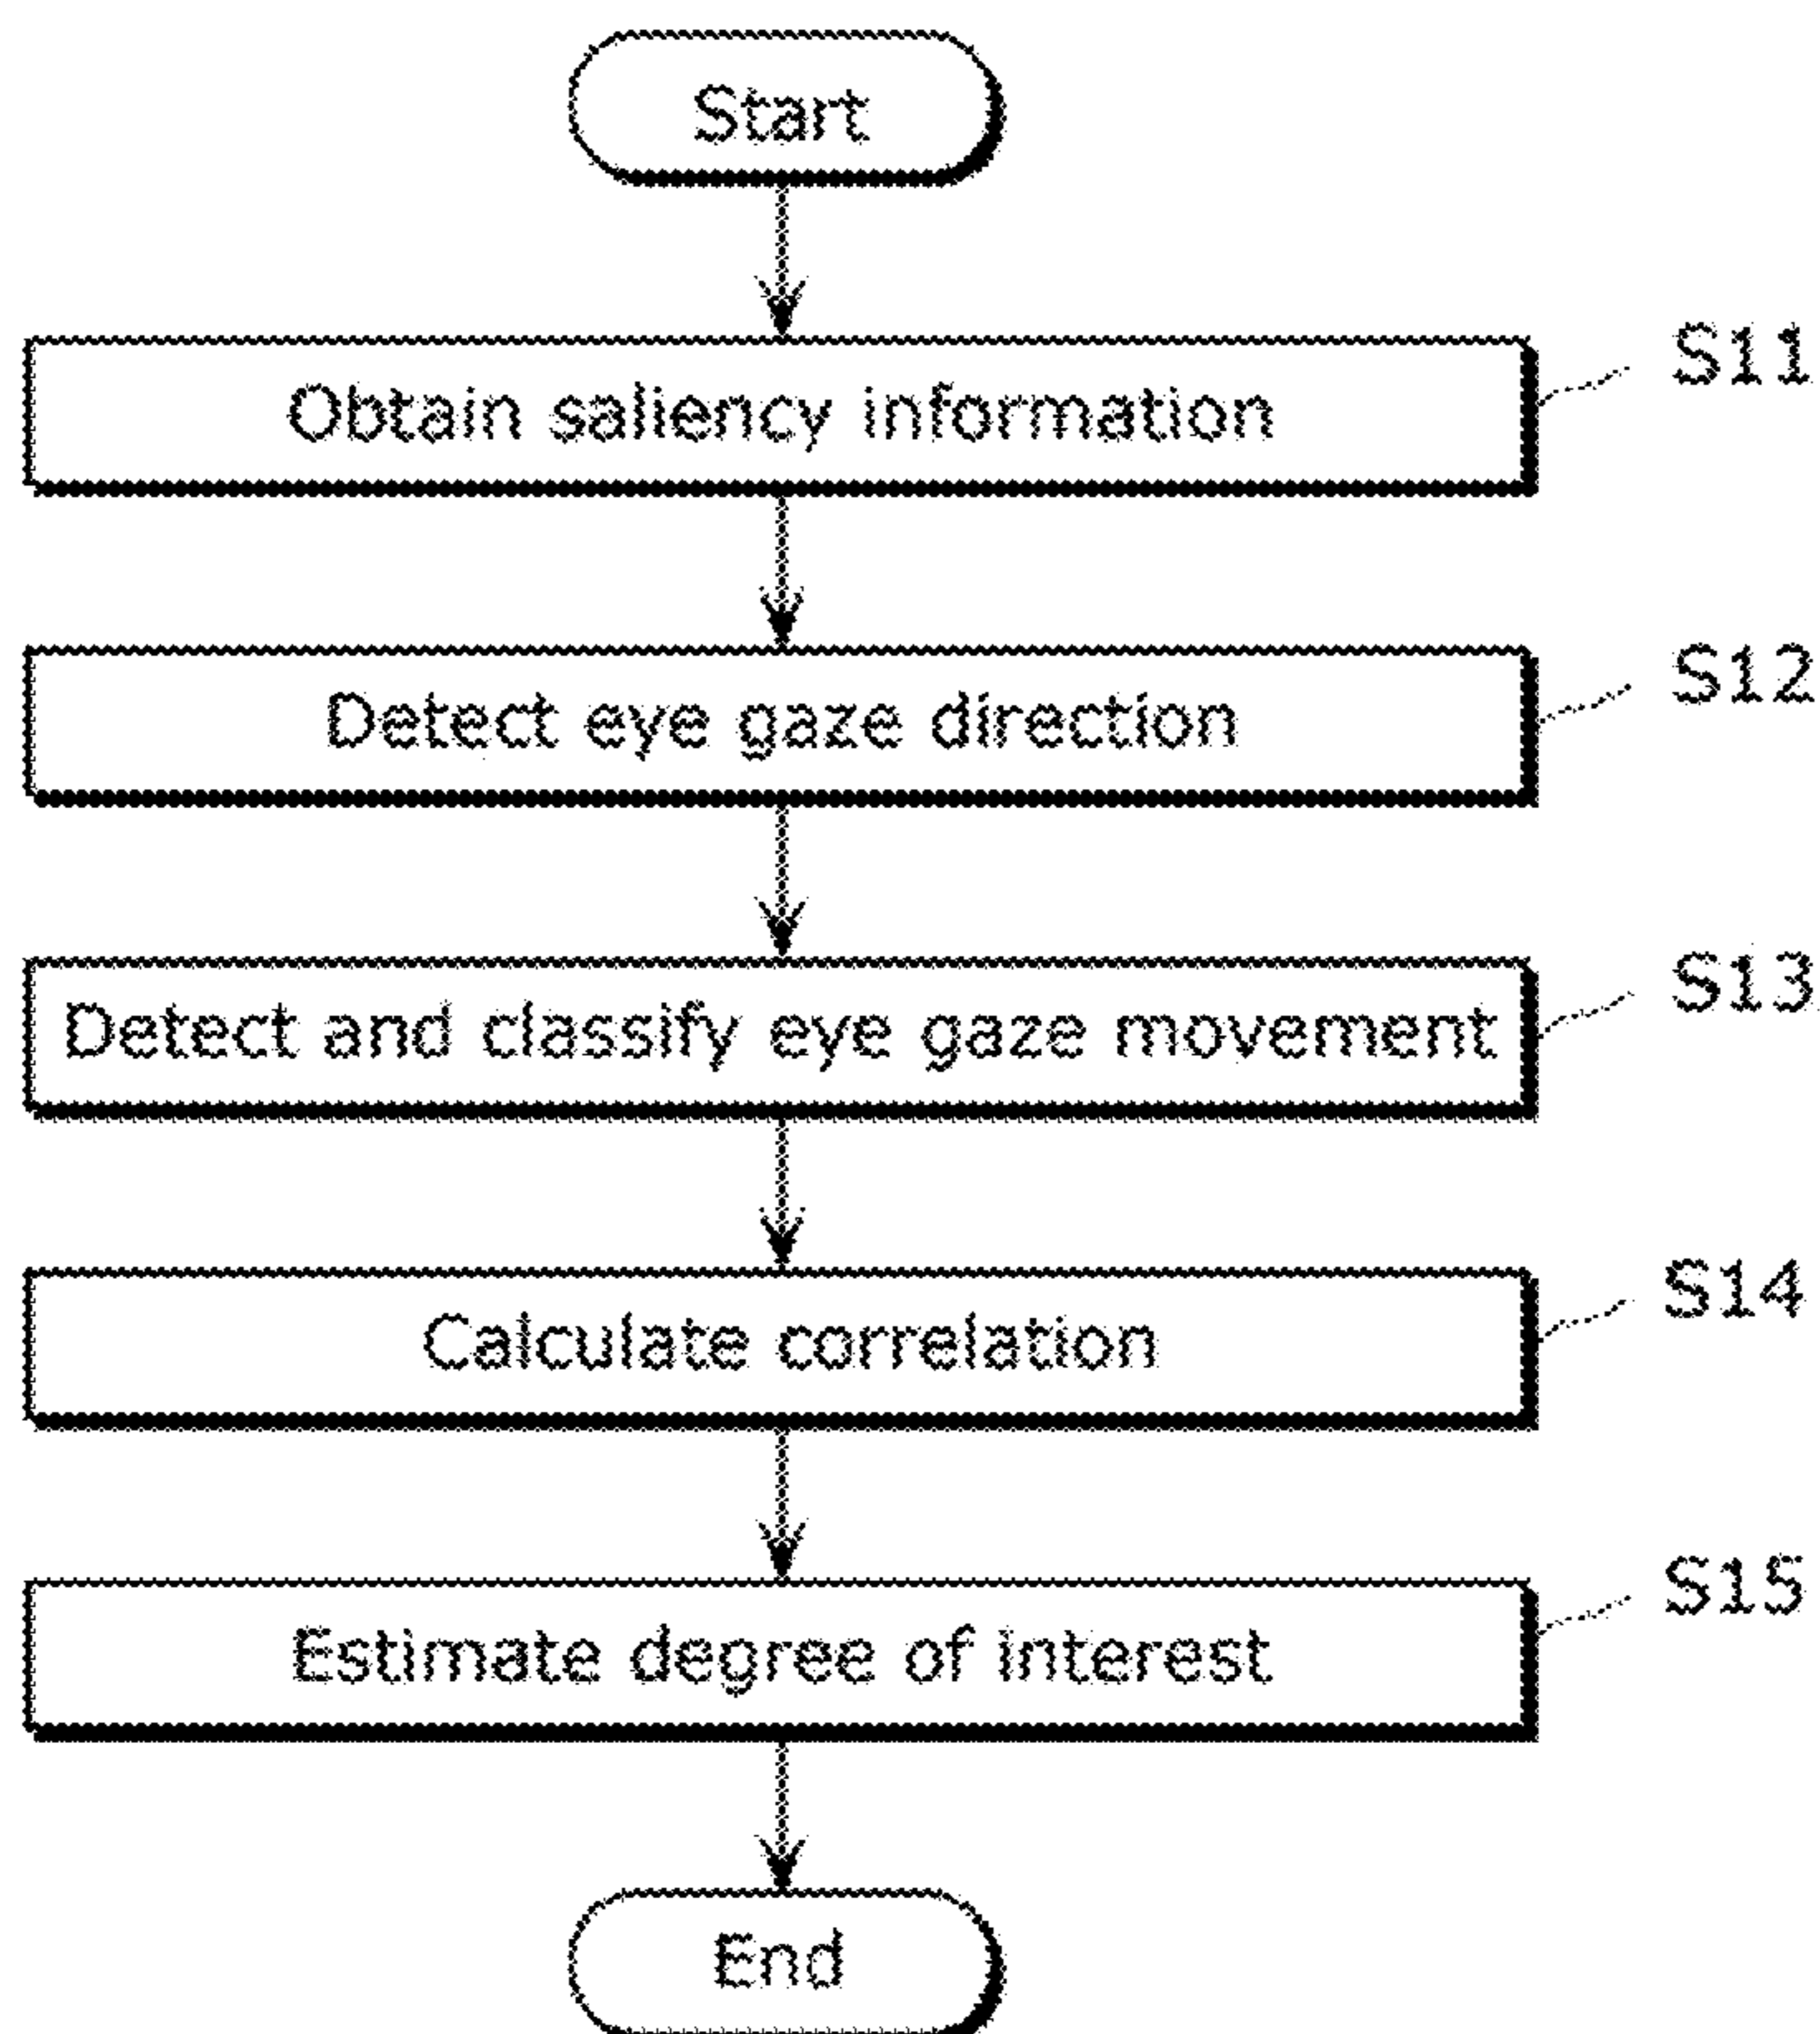 Start
Obtain saliency information
S11
Detect eye gaze direction
S12
Detect and classify eye gaze movement
S13
Calculate correlation
S14
Estimate degree of interest
S15
End